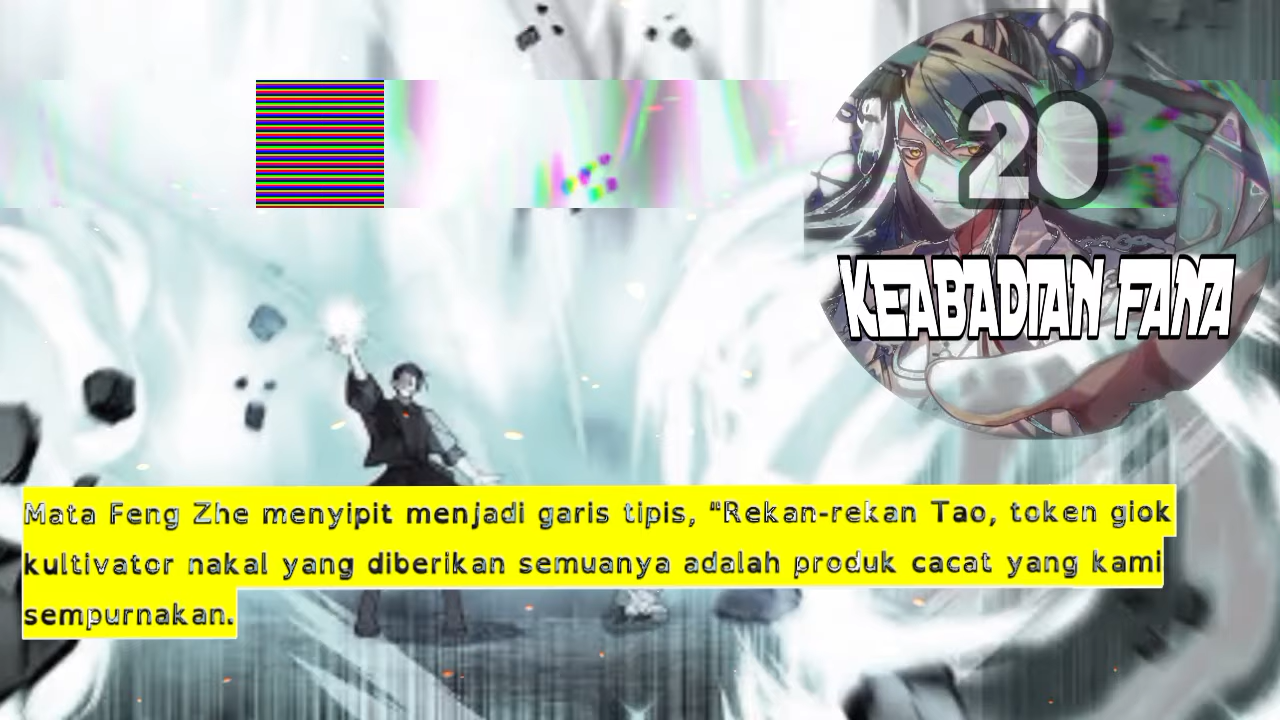 20
KEABADIAN FANA
Mata Feng Zhe menyipit menjadi garis tipis, "Rekan-rekan Tao, token giok
kultivator nakal yang diberikan semuanya adalah produk cacat yang kami
sempurnakan.